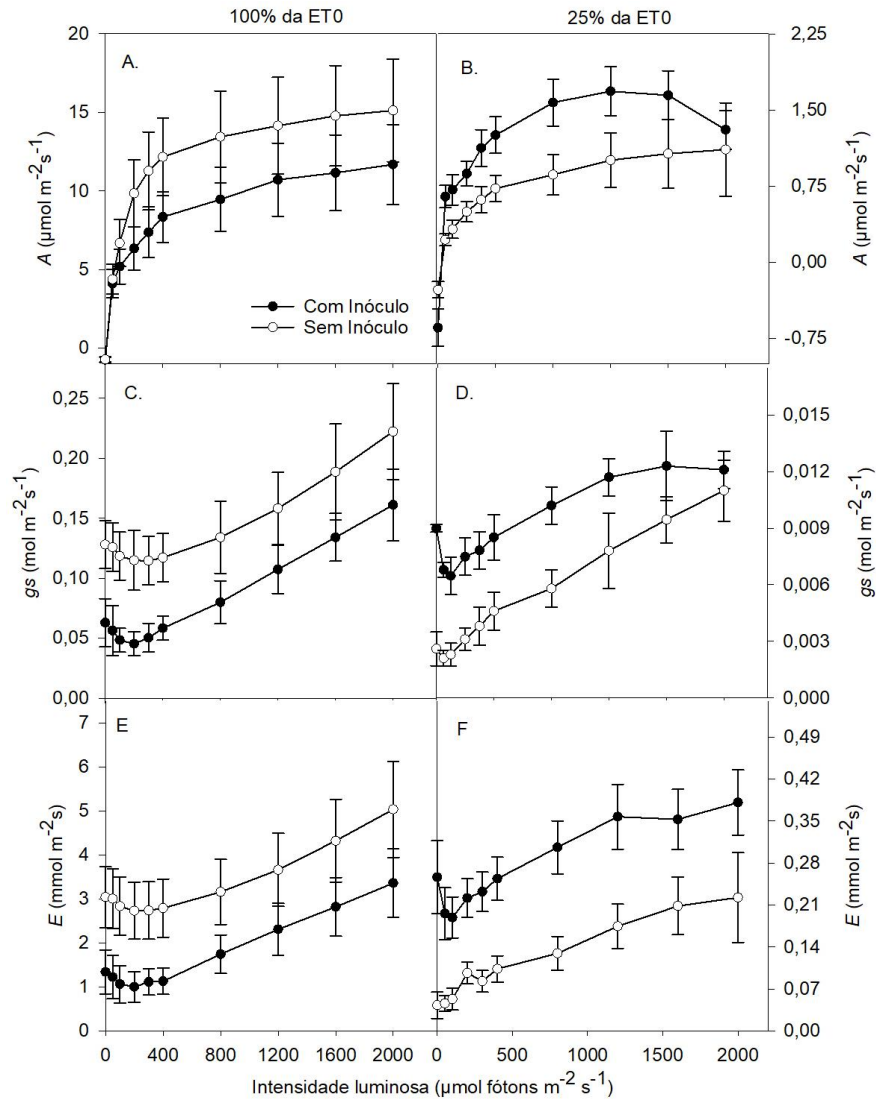 100% da ET0
25% da ET0
A.
20
15
10
5
0
A (µmol m⁻²s⁻¹)
Com Inóculo
Sem Inóculo
B.
2,25
1,50
0,75
0,00
-0,75
A (µmol m⁻²s⁻¹)
C.
0,25
0,20
0,15
0,10
0,05
0,00
gs (mol m⁻²s⁻¹)
D.
0,015
0,012
0,009
0,006
0,003
0,000
gs (mol m⁻²s⁻¹)
E
7
6
5
4
3
2
1
0
E (mmol m⁻²s)
F
0,49
0,42
0,35
0,28
0,21
0,14
0,07
0,00
E (mmol m⁻²s)
0 400 800 1200 1600 2000
0 500 1000 1500 2000
Intensidade luminosa (µmol fótons m⁻² s⁻¹)